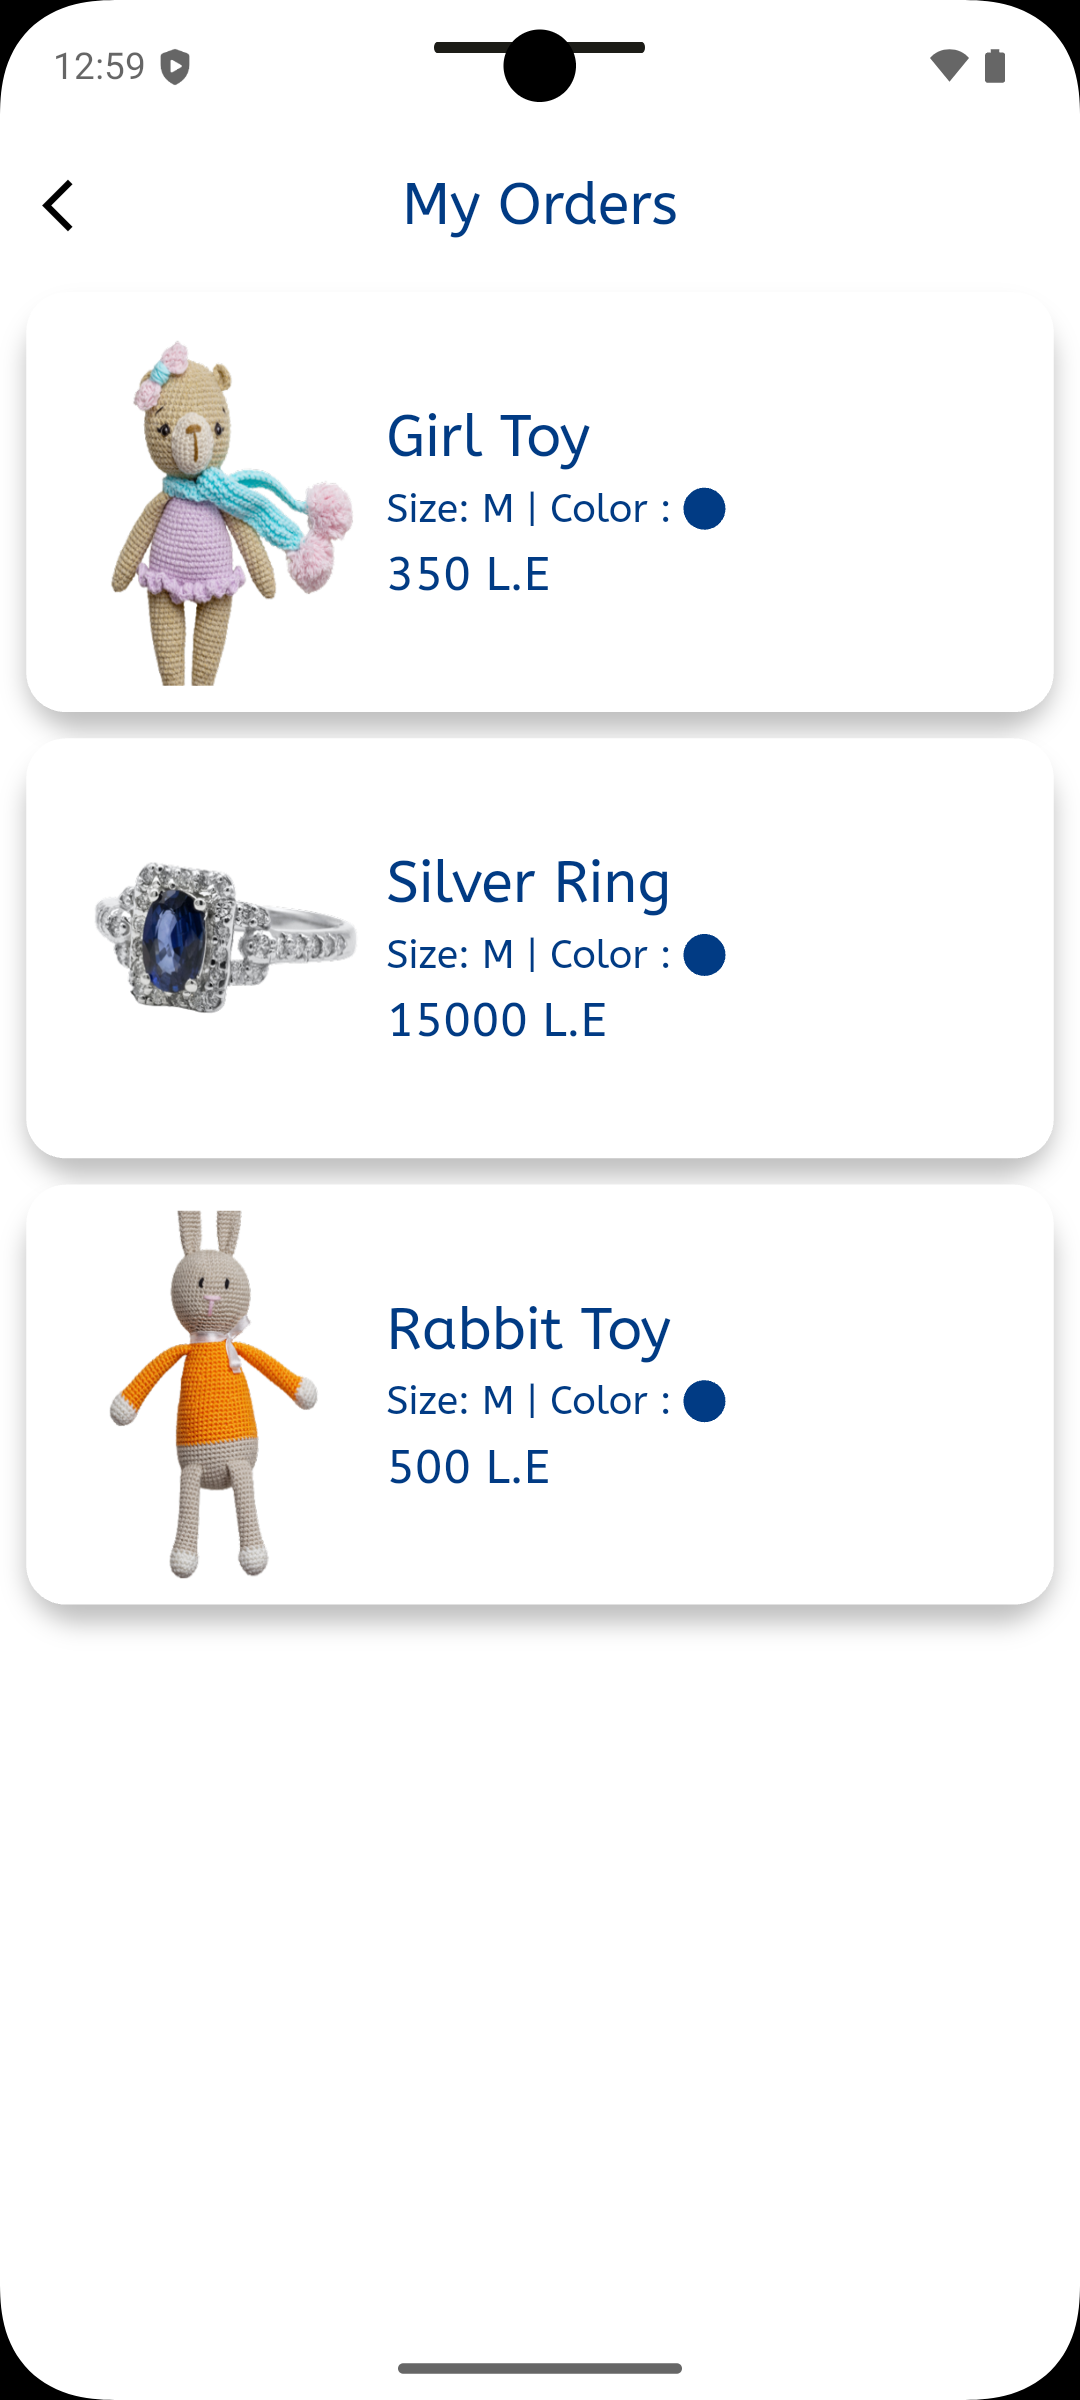 12:59
My Orders
Girl Toy
Size: M | Color :
350 L.E
Silver Ring
Size: M | Color :
15000 L.E
Rabbit Toy
Size: M | Color :
500 L.E